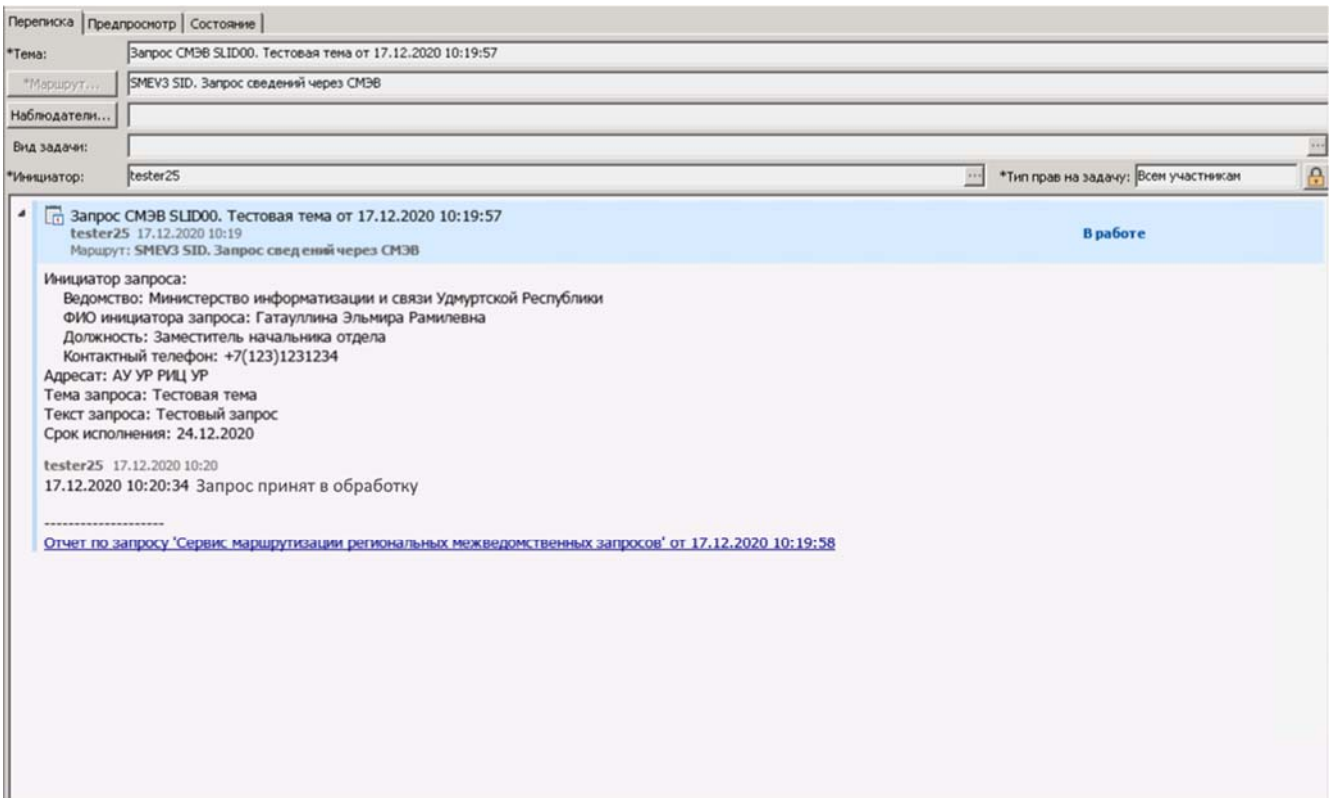 Переписка Предпросмотр Состояние
*Тема: Запрос СМЭВ SLID00. Тестовая тема от 17.12.2020 10:19:57
*Маршрут... SMEV3 SID. Запрос сведений через СМЭВ
Наблюдатели...
Вид задачи: ...
*Инициатор: tester25 ... *Тип прав на задачу: Всем участникам
Запрос СМЭВ SLID00. Тестовая тема от 17.12.2020 10:19:57
tester25 17.12.2020 10:19 В работе
Маршрут: SMEV3 SID. Запрос сведений через СМЭВ
Инициатор запроса:
Ведомство: Министерство информатизации и связи Удмуртской Республики
ФИО инициатора запроса: Гатауллина Эльмира Рамилевна
Должность: Заместитель начальника отдела
Контактный телефон: +7(123)1231234
Адресат: АУ УР РИЦ УР
Тема запроса: Тестовая тема
Текст запроса: Тестовый запрос
Срок исполнения: 24.12.2020
tester25 17.12.2020 10:20
17.12.2020 10:20:34 Запрос принят в обработку
--------------------
Отчет по запросу 'Сервис маршрутизации региональных межведомственных запросов' от 17.12.2020 10:19:58